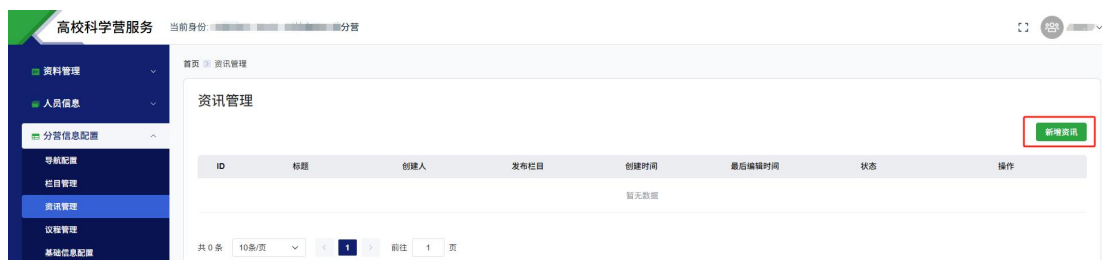 高校科学营服务 当前身份: 分营
资料管理
人员信息
分营信息配置
导航配置
栏目管理
资讯管理
议程管理
基础信息配置
首页 资讯管理
资讯管理
新增资讯
ID 标题 创建人 发布栏目 创建时间 最后编辑时间 状态 操作
暂无数据
共 0 条 10条/页 1 前往 1 页